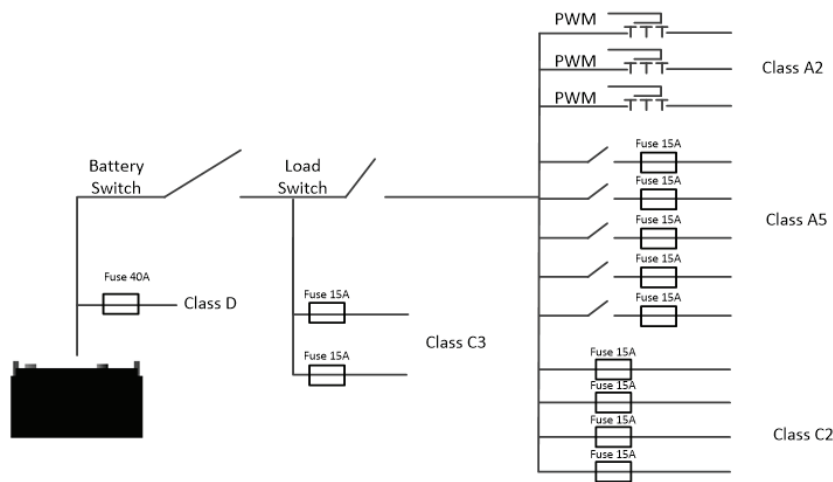 PWM
PWM
Class A2
PWM
Fuse 15A
Battery
Switch
Load
Switch
Fuse 15A
Fuse 15A
Class A5
Fuse 15A
Fuse 15A
Fuse 40A
Class D
Fuse 15A
Class C3
Fuse 15A
Fuse 15A
Fuse 15A
Fuse 15A
Class C2
Fuse 15A